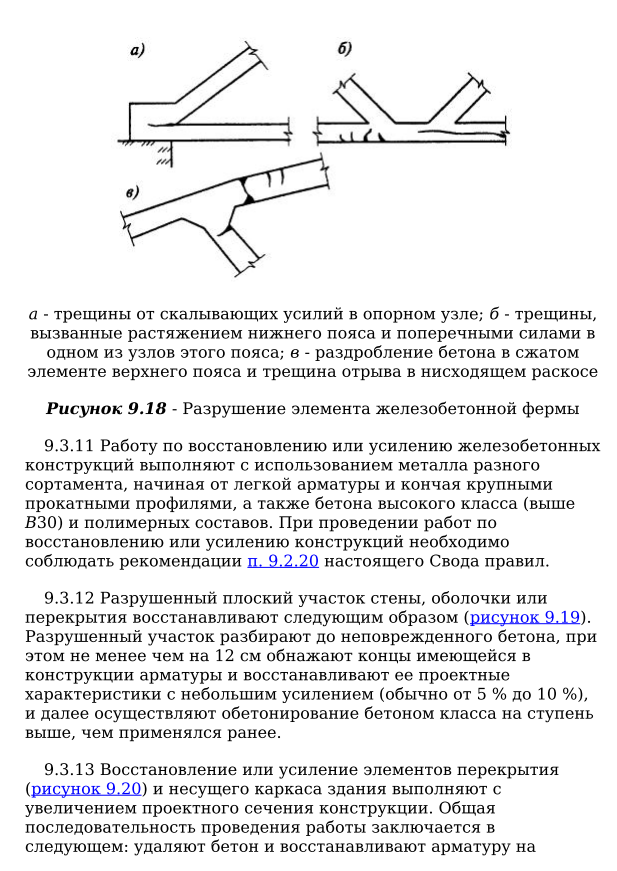 а)
б)
в)
а - трещины от скалывающих усилий в опорном узле; б - трещины,
вызванные растяжением нижнего пояса и поперечными силами в
одном из узлов этого пояса; в - раздробление бетона в сжатом
элементе верхнего пояса и трещина отрыва в нисходящем раскосе
Рисунок 9.18 - Разрушение элемента железобетонной фермы
9.3.11 Работу по восстановлению или усилению железобетонных
конструкций выполняют с использованием металла разного
сортамента, начиная от легкой арматуры и кончая крупными
прокатными профилями, а также бетона высокого класса (выше
В30) и полимерных составов. При проведении работ по
восстановлению или усилению конструкций необходимо
соблюдать рекомендации п. 9.2.20 настоящего Свода правил.
9.3.12 Разрушенный плоский участок стены, оболочки или
перекрытия восстанавливают следующим образом (рисунок 9.19).
Разрушенный участок разбирают до неповрежденного бетона, при
этом не менее чем на 12 см обнажают концы имеющейся в
конструкции арматуры и восстанавливают ее проектные
характеристики с небольшим усилением (обычно от 5 % до 10 %),
и далее осуществляют обетонирование бетоном класса на ступень
выше, чем применялся ранее.
9.3.13 Восстановление или усиление элементов перекрытия
(рисунок 9.20) и несущего каркаса здания выполняют с
увеличением проектного сечения конструкции. Общая
последовательность проведения работы заключается в
следующем: удаляют бетон и восстанавливают арматуру на